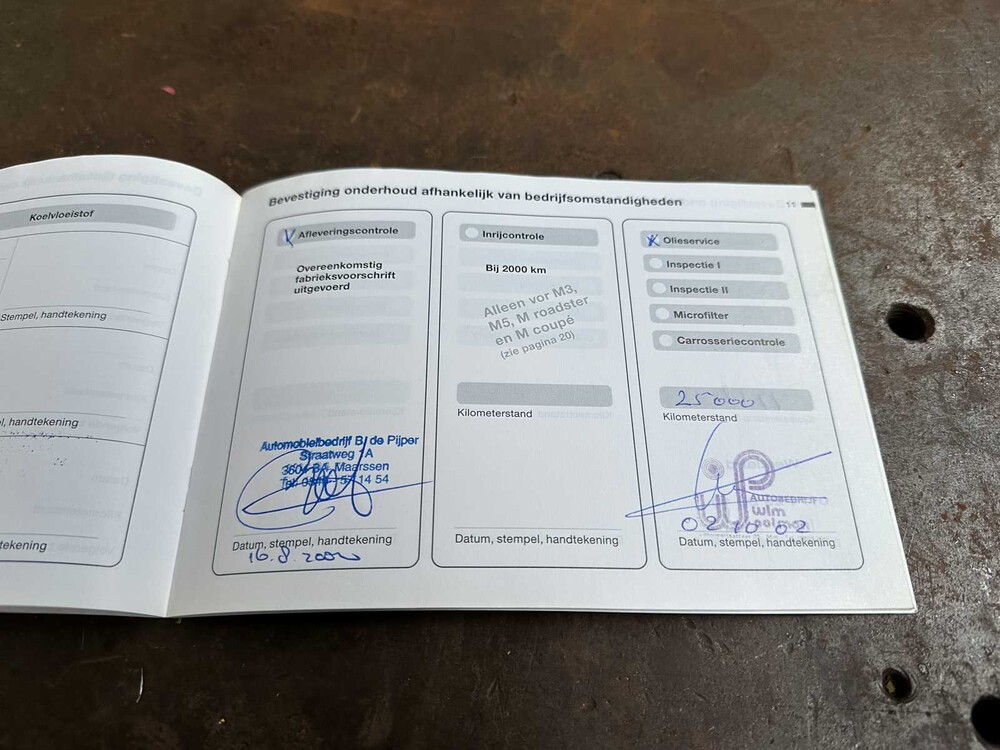 Koelvloeistof
Stempel, handtekening
handtekening
Bevestiging onderhoud afhankelijk van bedrijfsomstandigheden
11
Afleveringscontrole
Overeenkomstig
fabrieksvoorschrift
uitgevoerd
Automobielbedrijf B. de Pijper
Straatweg 1A
Maarssen
14 54
Datum, stempel, handtekening
16.8.2000
Inrijcontrole
Bij 2000 km
Alleen vor M3,
M5, M roadster
en M coupé
(zie pagina 20)
Kilometerstand
Datum, stempel, handtekening
Olieservice
Inspectie I
Inspectie II
Microfilter
Carrosseriecontrole
25000
Kilometerstand
AUTOBEDRIJF
wim
02 10 02
Datum, stempel, handtekening